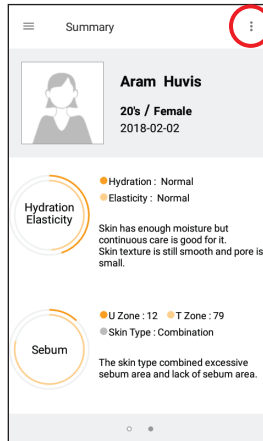 Summary
Aram Huvis
20's / Female
2018-02-02
Hydration
Elasticity
Hydration : Normal
Elasticity : Normal
Skin has enough moisture but
continuous care is good for it.
Skin texture is still smooth and pore is
small.
Sebum
U Zone : 12 T Zone : 79
Skin Type : Combination
The skin type combined excessive
sebum area and lack of sebum area.